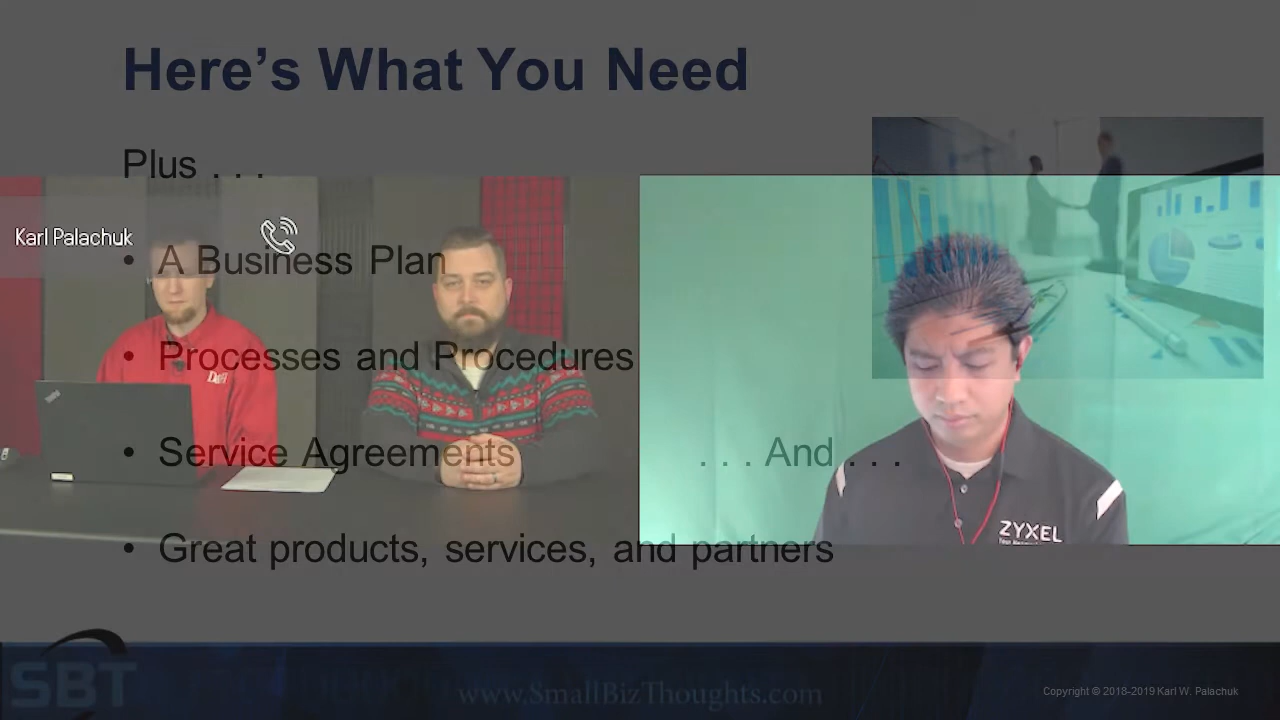 Here’s What You Need
Plus . . .
Karl Palachuk
• A Business Plan
• Processes and Procedures
D&H
• Service Agreements . . . And . . .
ZYXEL
• Great products, services, and partners
SBT
www.SmallBizThoughts.com
Copyright © 2018-2019 Karl W. Palachuk